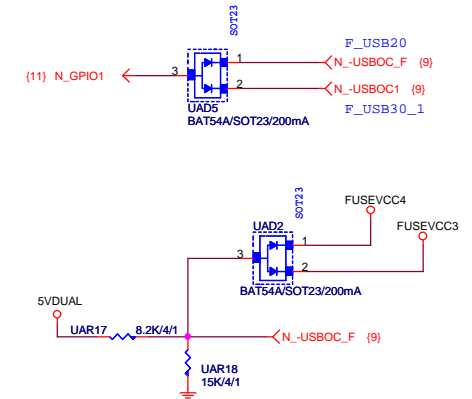 SOT23
F_USB20
1
N_-USBOC_F {9}
{11} N_GPIO1
3
2
N_-USBOC1 {9}
F_USB30_1
UAD5
BAT54A/SOT23/200mA
SOT23
FUSEVCC4
UAD2
FUSEVCC3
1
3
2
BAT54A/SOT23/200mA
5VDUAL
UAR17
8.2K/4/1
N_-USBOC_F {9}
UAR18
15K/4/1